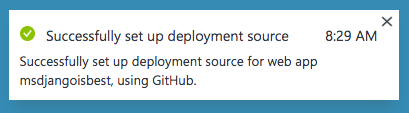 Successfully set up deployment source 8:29 AM
Successfully set up deployment source for web app
msdjangoisbest, using GitHub.